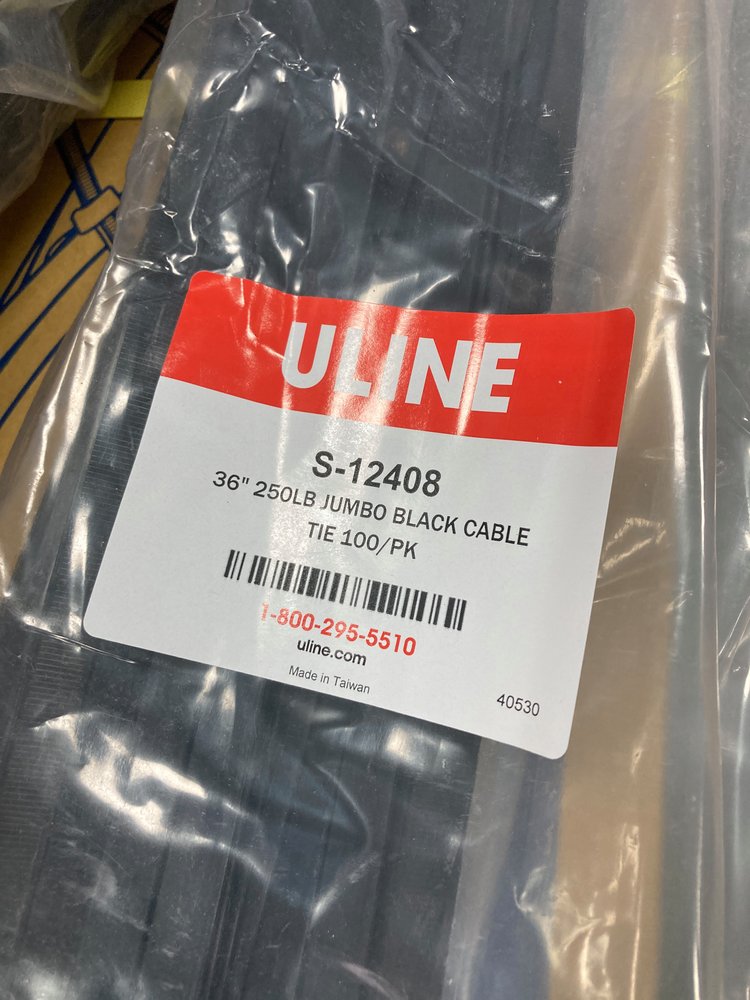 ULINE
S-12408
36" 250LB JUMBO BLACK CABLE
TIE 100/PK
1-800-295-5510
uline.com
Made in Taiwan
40530